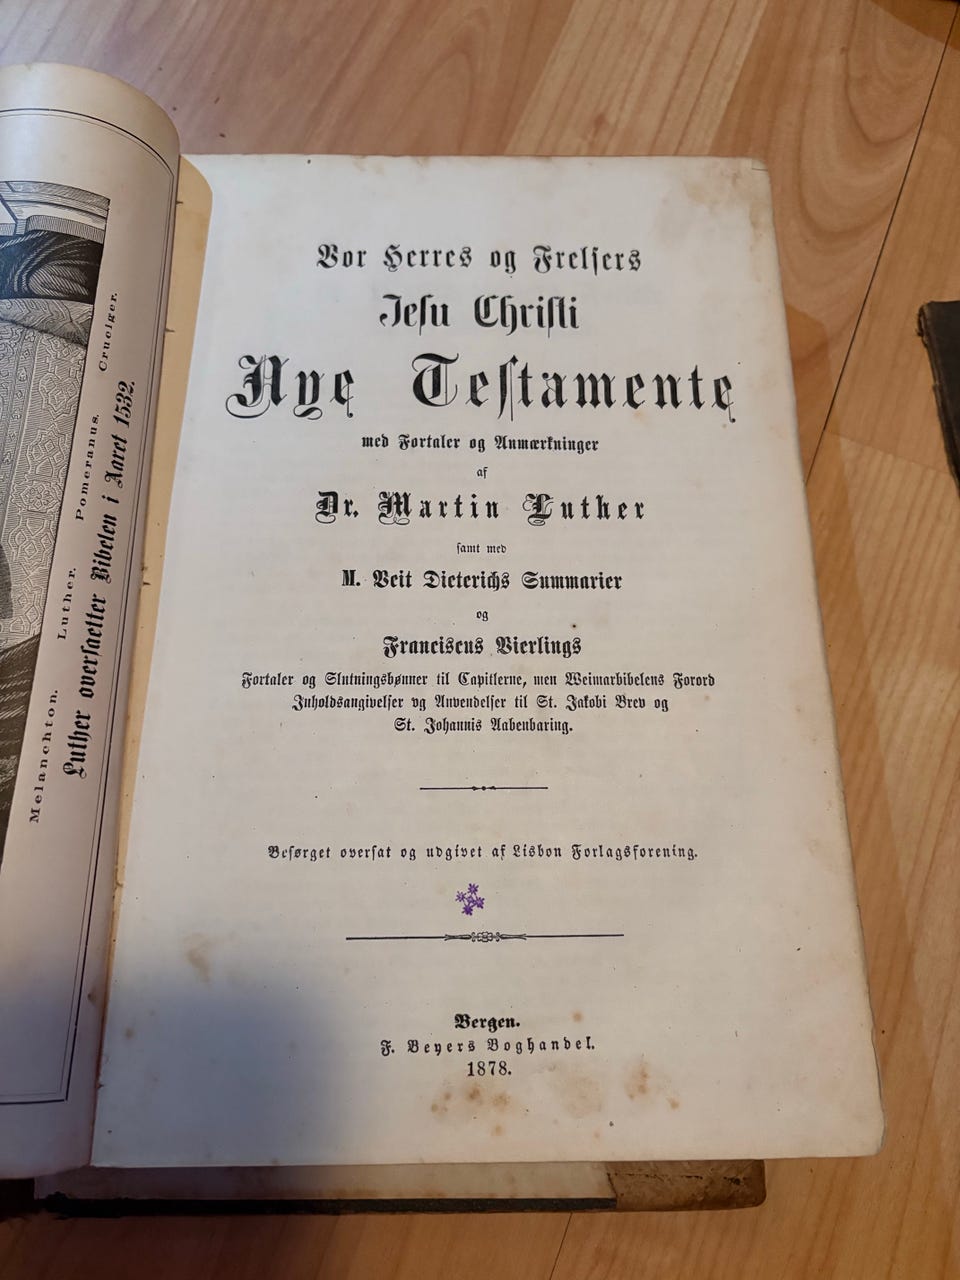 Melanchton. Luther. Pomeranus. Cruciger.
Luther oversætter Bibelen i Aaret 1532.
Vor Herres og Frelsers
Jesu Christi
Nye Testamente
med Fortaler og Anmærkninger
af
Dr. Martin Luther
samt med
M. Veit Dieterichs Summarier
og
Franciscus Vierlings
Fortaler og Slutningsbønner til Capitlerne, men Weimarbibelens Forord
Inholdsangivelser og Anvendelser til St. Jakobi Brev og
St. Johannis Aabenbaring.
Besørget oversat og udgivet af Lisbon Forlagsforening.
Bergen.
F. Beyers Boghandel.
1878.